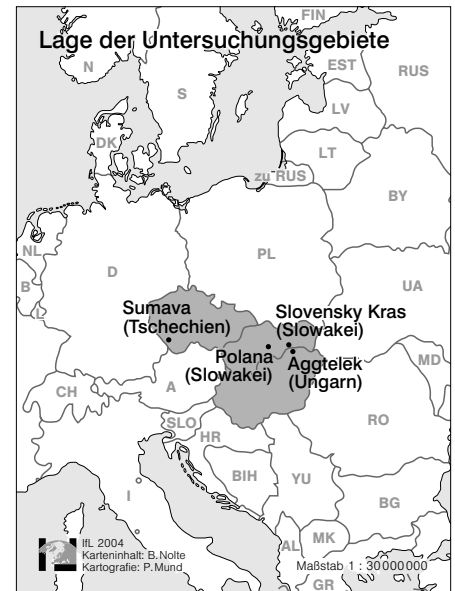 FIN
Lage der Untersuchungsgebiete
N
EST
RUS
S
LV
DK
LT
zu RUS
BY
NL
PL
D
B
UA
L
Sumava
(Tschechien)
Slovensky Kras
(Slowakei)
Polana
(Slowakei)
Aggtelek
(Ungarn)
MD
CH
A
RO
SLO
HR
BIH
YU
I
BG
MK
AL
GR
IfL 2004
Karteninhalt: B. Nolte
Kartografie: P. Mund
Maßstab 1 : 30000000